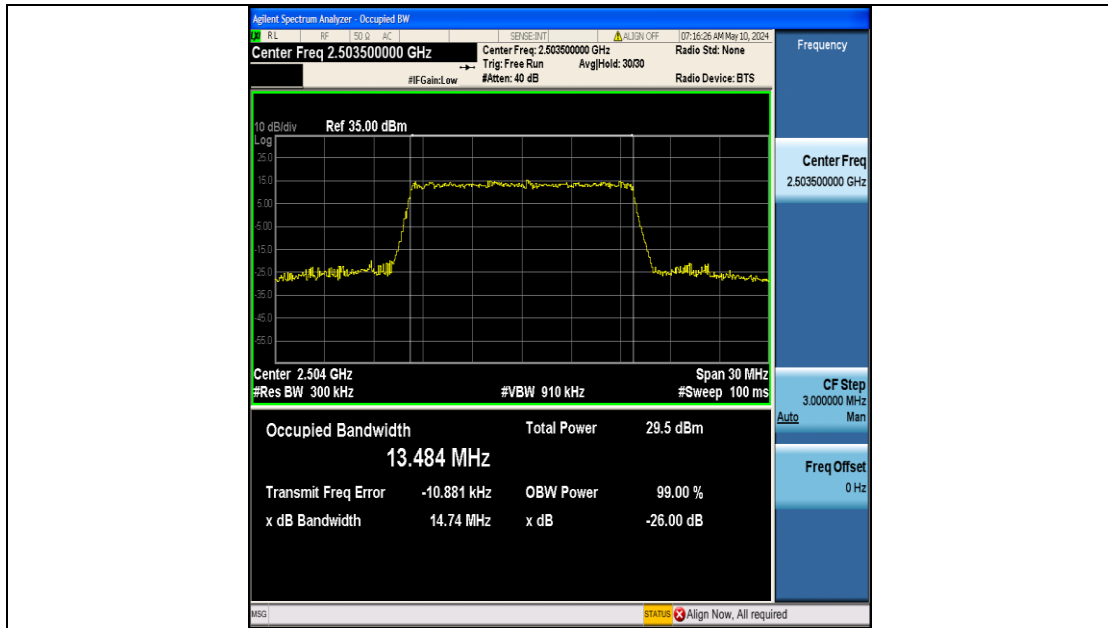 Agilent Spectrum Analyzer - Occupied BW
RL RF 50 Ω AC SENSE:INT ALIGN OFF 07:16:26 AM May 10, 2024
Center Freq 2.503500000 GHz
Center Freq: 2.503500000 GHz
Radio Std: None
Trig: Free Run Avg|Hold: 30/30
#IFGain:Low
#Atten: 40 dB
Radio Device: BTS
Frequency
10 dB/div Ref 35.00 dBm
Log
25.0
15.0
5.00
-5.00
-15.0
-25.0
-35.0
-45.0
-55.0
Center 2.504 GHz
Span 30 MHz
#Res BW 300 kHz
#VBW 910 kHz
#Sweep 100 ms
Center Freq
2.503500000 GHz
CF Step
3.000000 MHz
Auto Man
Freq Offset
0 Hz
Occupied Bandwidth
Total Power 29.5 dBm
13.484 MHz
Transmit Freq Error -10.881 kHz
OBW Power 99.00 %
x dB Bandwidth 14.74 MHz
x dB -26.00 dB
MSG
STATUS Align Now, All required